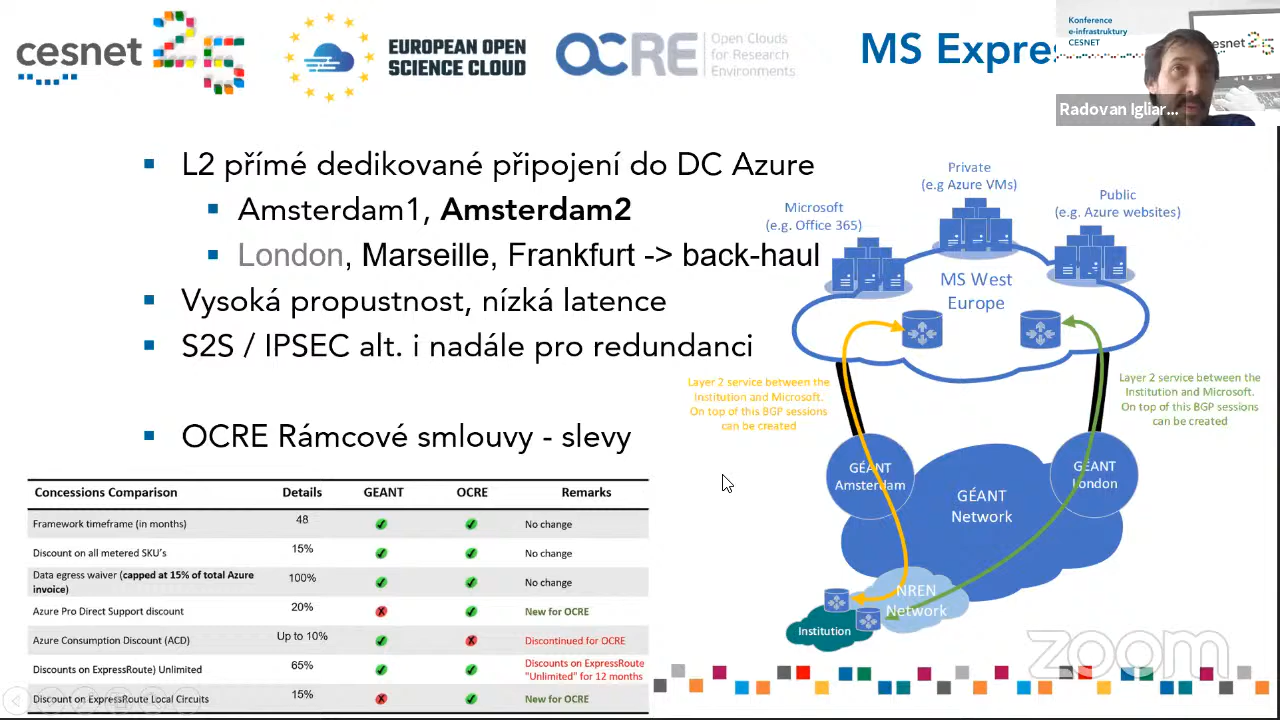 cesnet
EUROPEAN OPEN
SCIENCE CLOUD
OCRE
Open Clouds
for Research
Environments
MS Expre
Konference
e-infrastruktury
CESNET
Radovan Igliar...
L2 přímé dedikované připojení do DC Azure
Amsterdam1, Amsterdam2
London, Marseille, Frankfurt -> back-haul
Vysoká propustnost, nízká latence
S2S / IPSEC alt. i nadále pro redundanci
OCRE Rámcové smlouvy - slevy
Concessions Comparison Details GEANT OCRE Remarks
Framework timeframe (in months) 48 No change
Discount on all metered SKU's 15% No change
Data egress waiver (capped at 15% of total Azure
invoice) 100% No change
Azure Pro Direct Support discount 20% New for OCRE
Azure Consumption Discount (ACD) Up to 10% Discontinued for OCRE
Discounts on ExpressRoute) Unlimited 65% Discounts on ExpressRoute
"Unlimited" for 12 months
Discount on ExpressRoute Local Circuits 15% New for OCRE
Private
(e.g Azure VMs)
Microsoft
(e.g. Office 365)
Public
(e.g. Azure websites)
MS West
Europe
Layer 2 service between the
Institution and Microsoft.
On top of this BGP sessions
can be created
Layer 2 service between the
Institution and Microsoft.
On top of this BGP sessions
can be created
GÉANT
Amsterdam
GÉANT
Network
GÉANT
London
NREN
Network
Institution
zoom